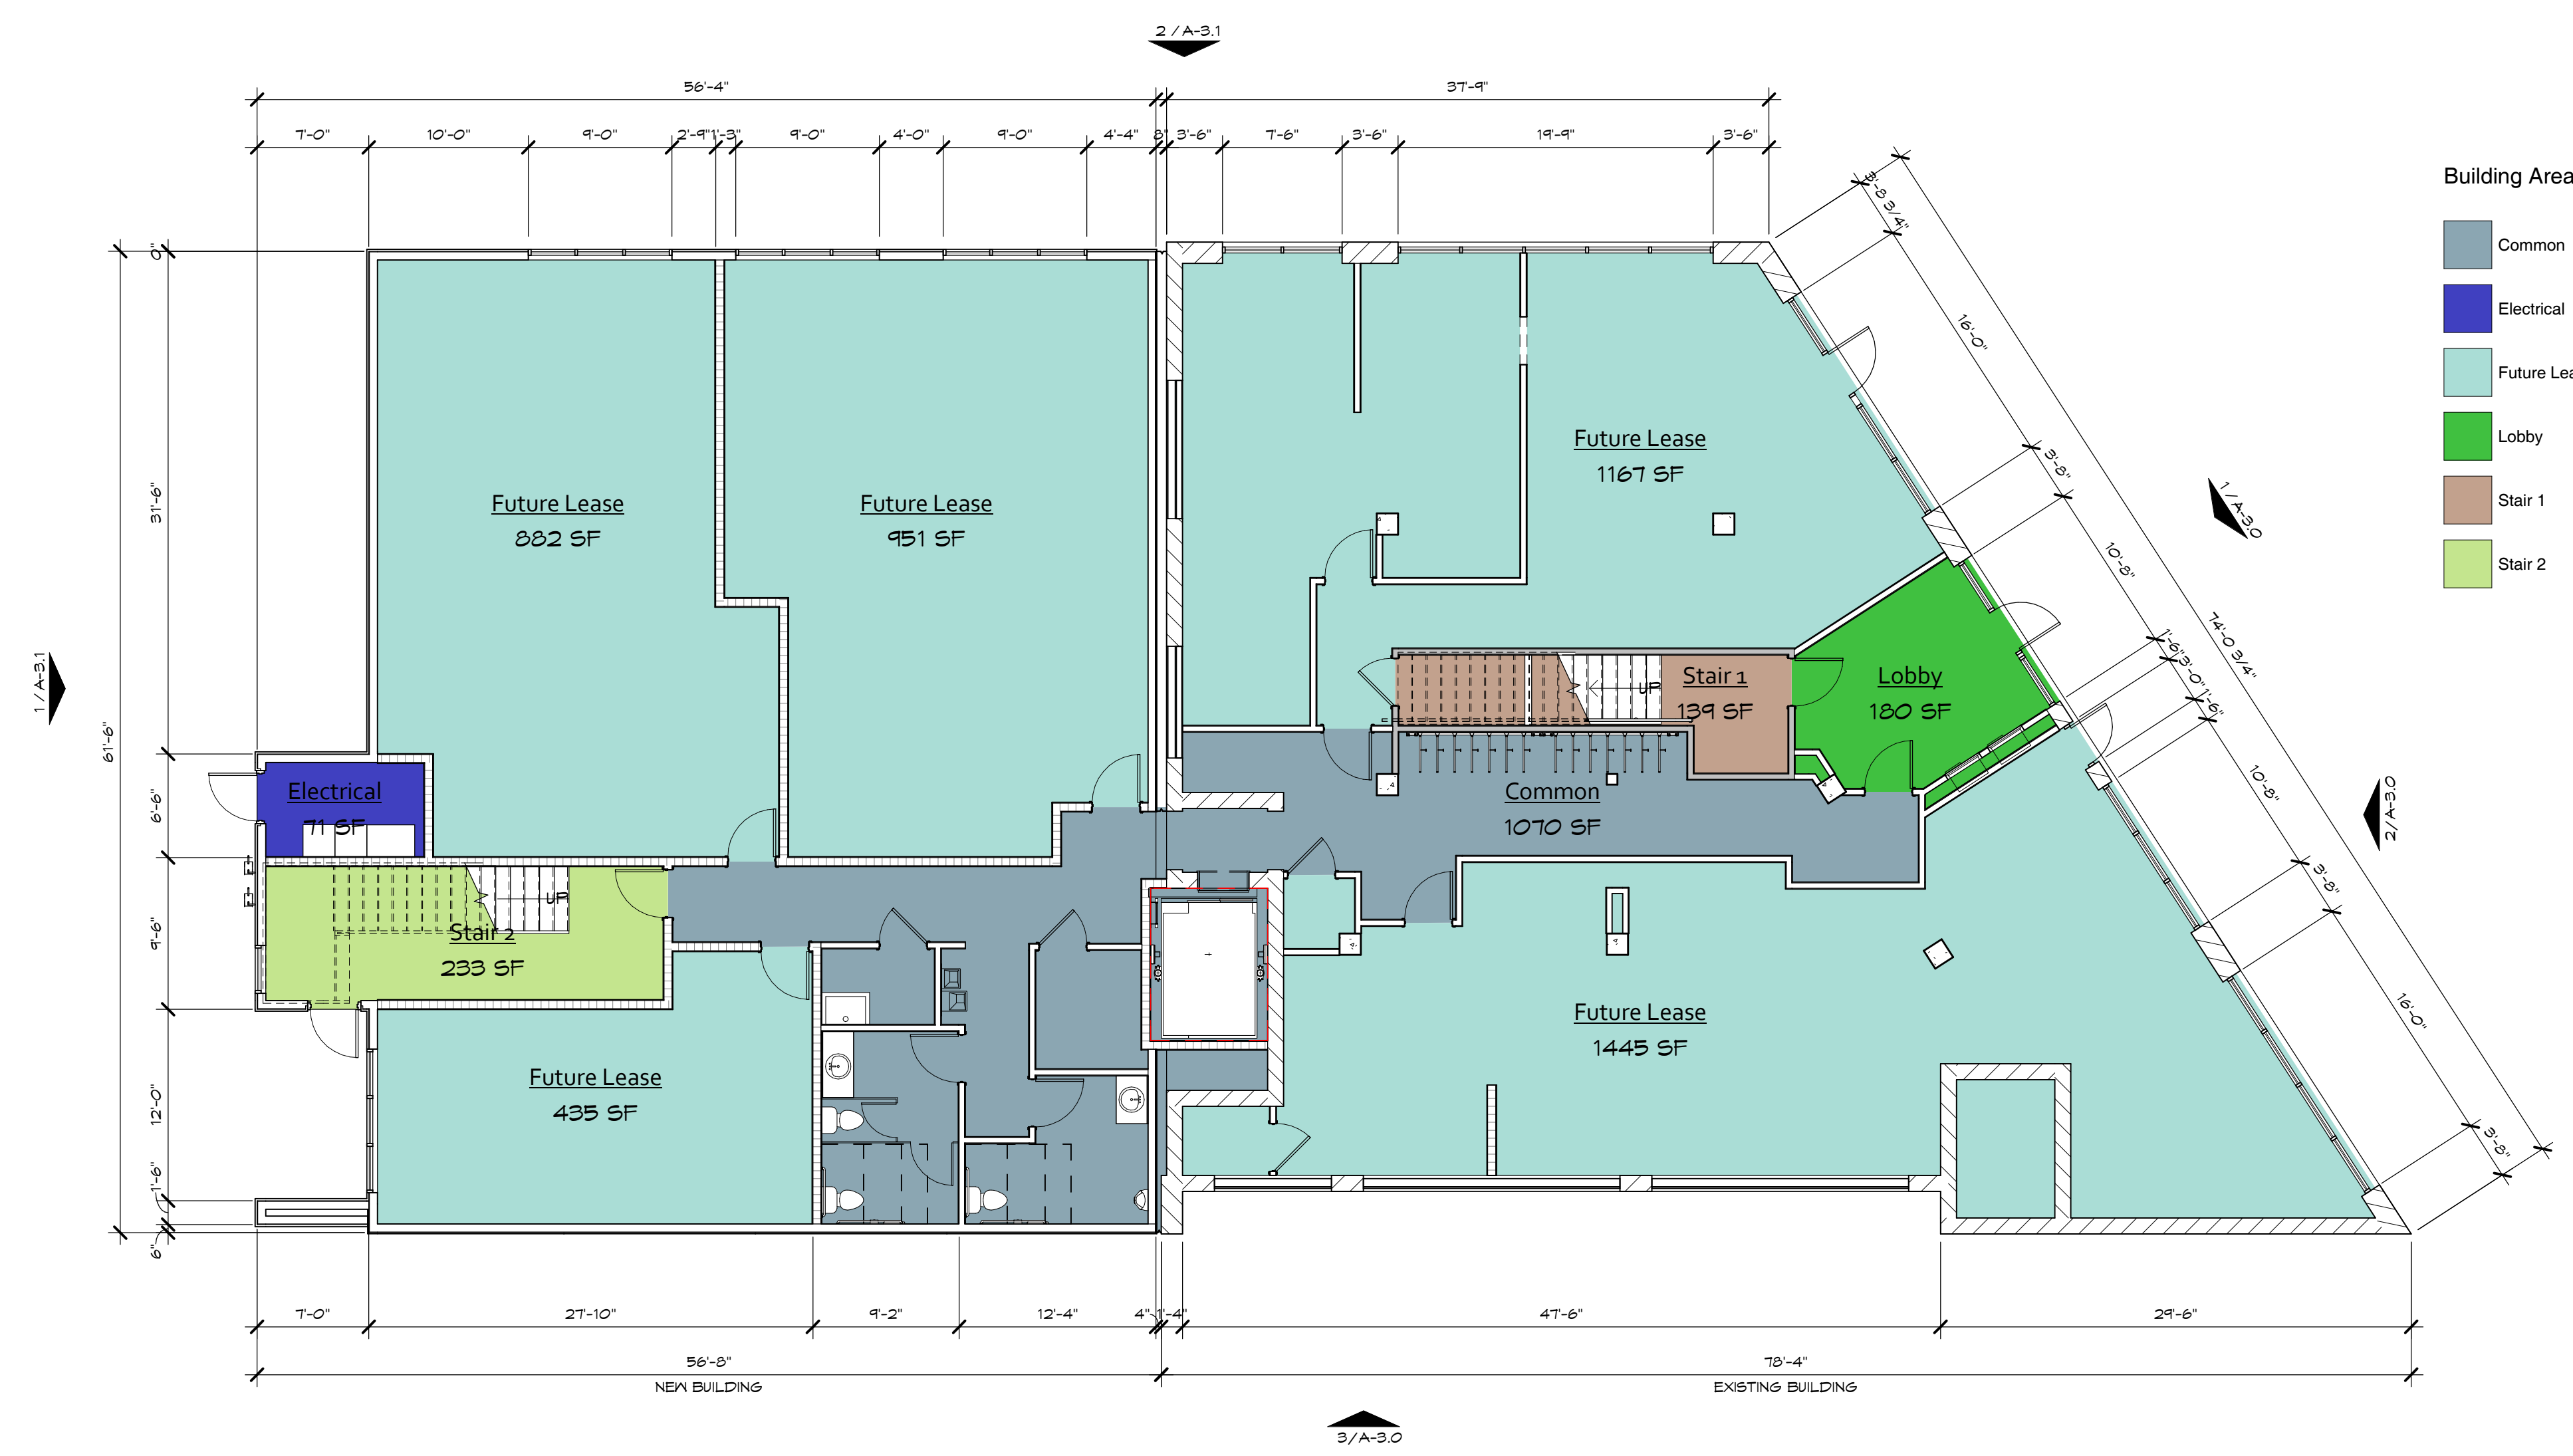 2 / A-3.1
56'-4"
37'-9"
7'-0"
10'-0"
9'-0"
2'-9"
1'-3"
9'-0"
4'-0"
9'-0"
4'-4"
8"
3'-6"
7'-6"
3'-6"
19'-9"
3'-6"
3'-8 3/4"
16'-0"
3'-8"
10'-8"
1'-6"
3'-0"
1'-6"
10'-8"
3'-8"
16'-0"
3'-8"
74'-0 3/4"
1 / A-3.0
2 / A-3.0
Building Area
Common
Electrical
Future Lea
Lobby
Stair 1
Stair 2
0"
31'-6"
6'-6"
9'-6"
12'-0"
1'-6"
6"
61'-6"
1 / A-3.1
Future Lease
882 SF
Future Lease
951 SF
Future Lease
1167 SF
Stair 1
139 SF
UP
Lobby
180 SF
Electrical
71 SF
Common
1070 SF
UP
Stair 2
233 SF
Future Lease
435 SF
Future Lease
1445 SF
7'-0"
27'-10"
9'-2"
12'-4"
4"
1'-4"
47'-6"
29'-6"
56'-8"
NEW BUILDING
78'-4"
EXISTING BUILDING
3/A-3.0